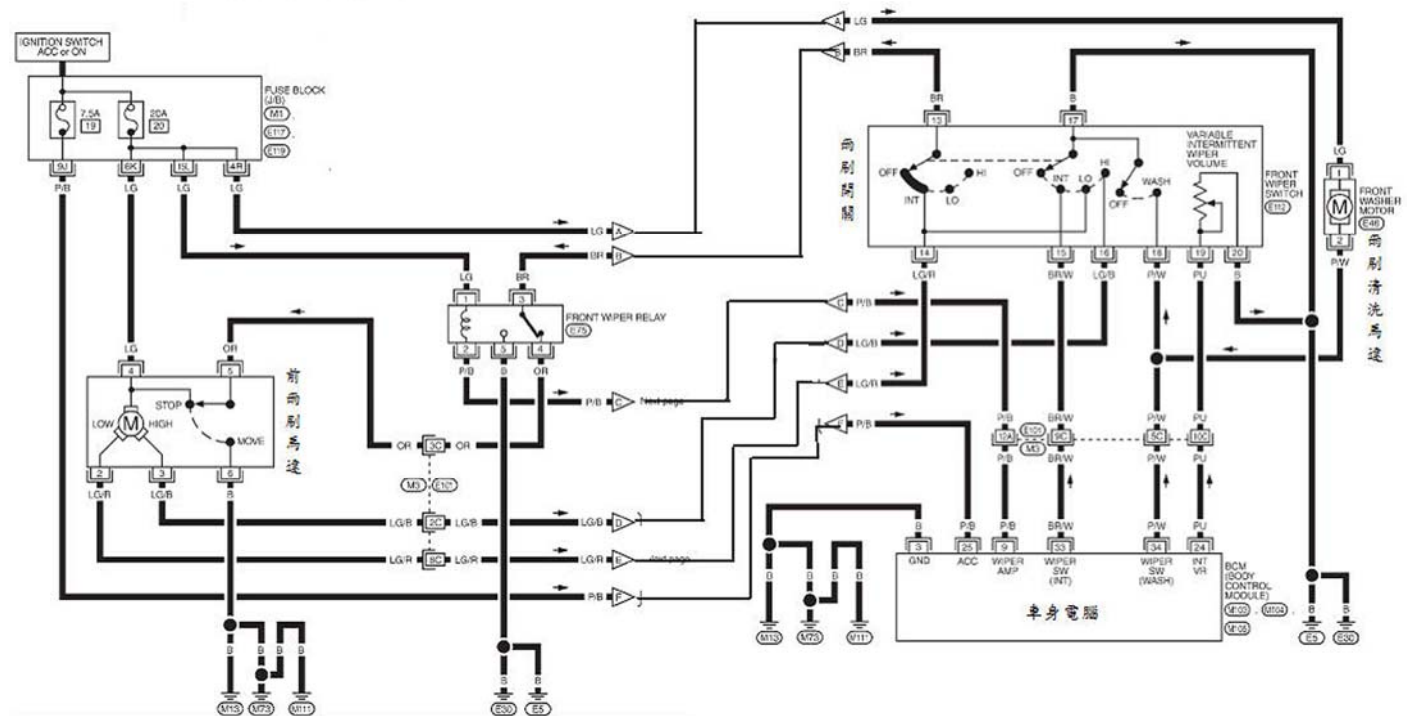 IGNITION SWITCH
ACC or ON
FUSE BLOCK
(J/B)
M1 ,
E117 ,
E119
7.5A
19
20A
20
9J 6K 4R
P/B LG LG LG
A LG
B BR
LG A
BR B
BR
B
17
OFF
INT LO HI
OFF
INT LO HI
WASH
OFF
VARIABLE
INTERMITTENT
WIPER
VOLUME
FRONT
WIPER
SWITCH
E112
14 15 16 18 19 20
LG/R BR/W LG/B P/W PU B
LG
1
M
2
P/W
FRONT
WASHER
MOTOR
E46
雨刷清洗馬達
LG BR
1 3
FRONT WIPER RELAY
E75
2 5 4
P/B B OR
P/B C Next page
C P/B
D LG/B
E LG/R
P/B
LG OR
4 5
STOP
LOW M HIGH
MOVE
前雨刷馬達
2 3 6
LG/R LG/B B
OR 3C OR
M3 E101
LG/B 2C LG/B LG/B D
LG/R 8C LG/R LG/R E Next page
P/B F
P/B BR/W P/W PU
12A E101 9C 5C 10C
M3
P/B BR/W P/W PU
B P/B P/B BR/W P/W PU
3 25 9 33 34 24
GND ACC WIPER
AMP
WIPER
SW
(INT)
WIPER
SW
(WASH)
INT
VR
BCM
(BODY
CONTROL
MODULE)
M103 , M104 ,
M105
車身電腦
B B B
M13 M73 M111
B B
E5 E30
B B B
M13 M73 M111
B B
E30 E5